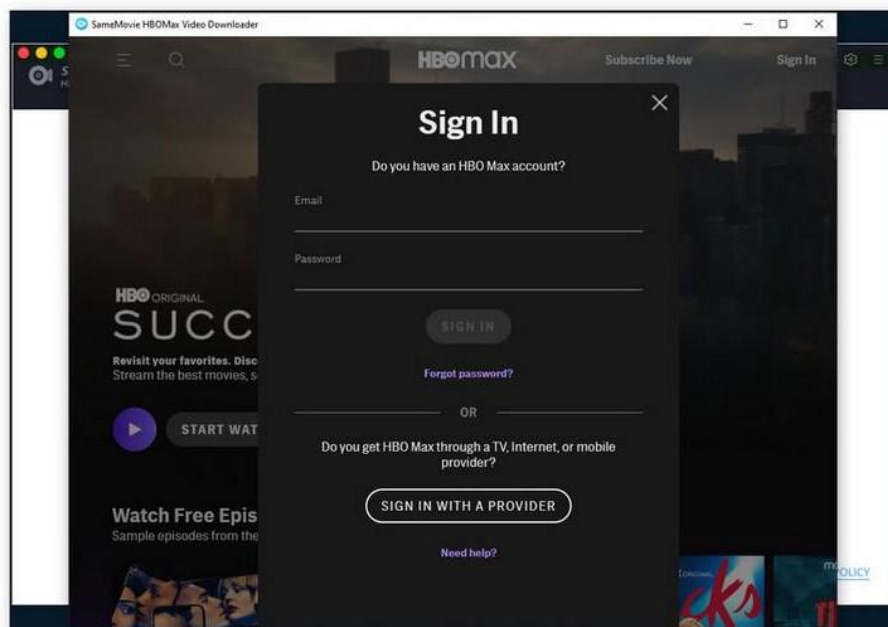 SameMovie HBOMax Video Downloader
HBOMAX
Subscribe Now
Sign In
Sign In
Do you have an HBO Max account?
Email
Password
SIGN IN
Forgot password?
OR
Do you get HBO Max through a TV, Internet, or mobile
provider?
SIGN IN WITH A PROVIDER
Need help?
HBO ORIGINAL
SUCC
Revisit your favorites. Disc
Stream the best movies, s
START WAT
Watch Free Epis
Sample episodes from the
ORIGINAL
cks
OLICY